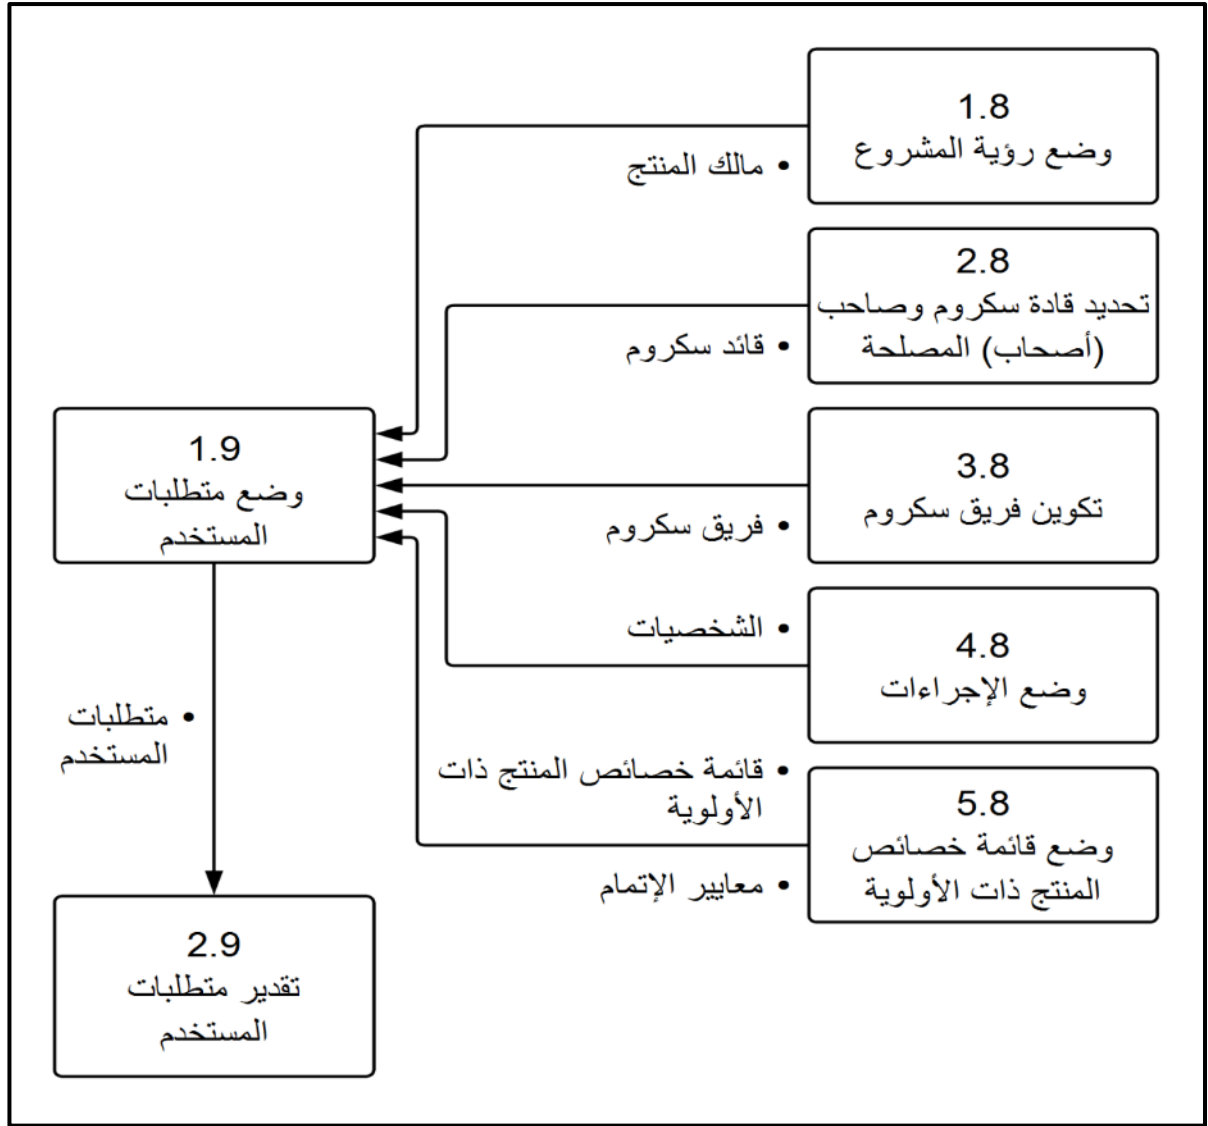 1.8
وضع رؤية المشروع
• مالك المنتج
2.8
تحديد قادة سكروم وصاحب
(أصحاب) المصلحة
• قائد سكروم
3.8
تكوين فريق سكروم
• فريق سكروم
4.8
وضع الإجراءات
• الشخصيات
5.8
وضع قائمة خصائص
المنتج ذات الأولوية
• قائمة خصائص المنتج ذات
الأولوية
• معايير الإتمام
1.9
وضع متطلبات
المستخدم
• متطلبات
المستخدم
2.9
تقدير متطلبات
المستخدم